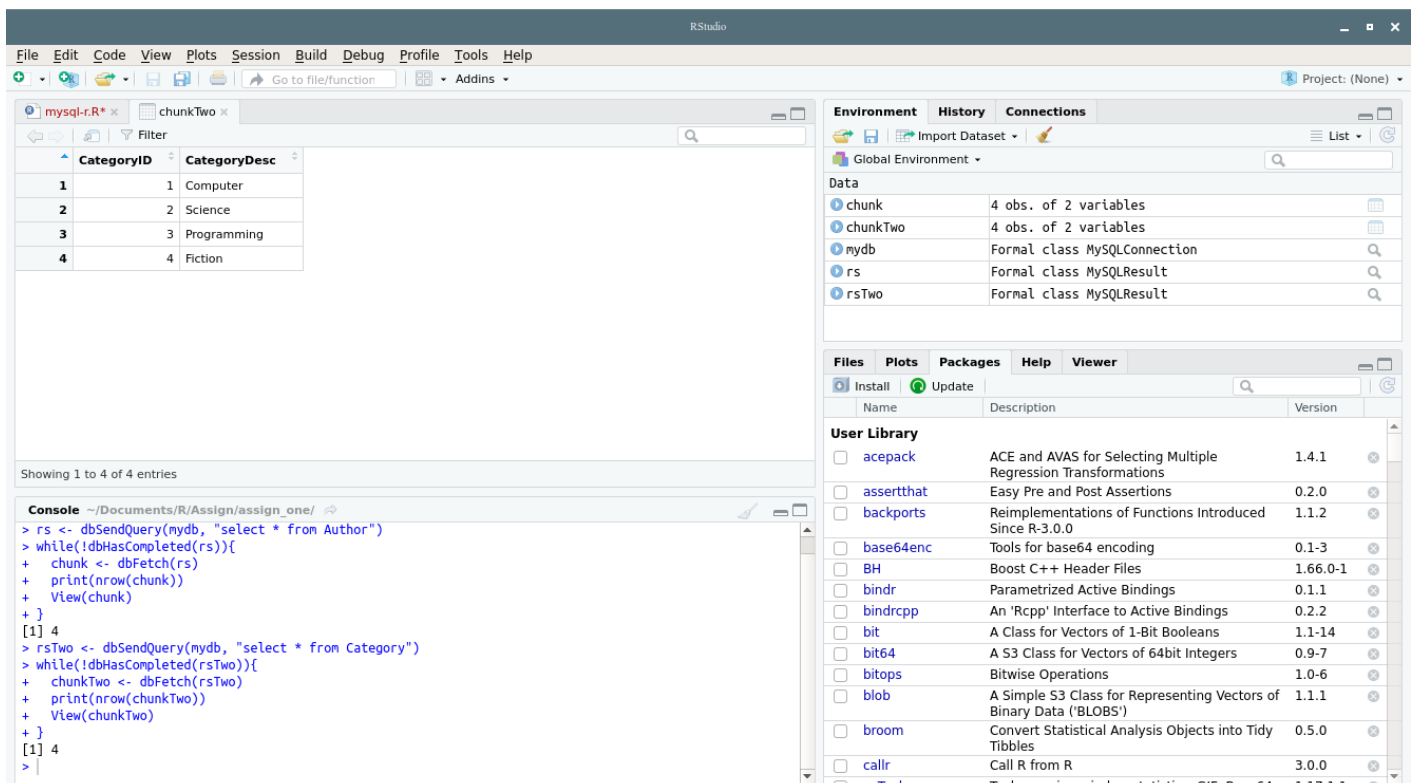 RStudio
File Edit Code View Plots Session Build Debug Profile Tools Help
Go to file/function Addins Project: (None)
mysql-r.R* chunkTwo
Filter
CategoryID CategoryDesc
1 1 Computer
2 2 Science
3 3 Programming
4 4 Fiction
Showing 1 to 4 of 4 entries
Console ~/Documents/R/Assign/assign_one/
> rs <- dbSendQuery(mydb, "select * from Author")
> while(!dbHasCompleted(rs)){
+ chunk <- dbFetch(rs)
+ print(nrow(chunk))
+ View(chunk)
+ }
[1] 4
> rsTwo <- dbSendQuery(mydb, "select * from Category")
> while(!dbHasCompleted(rsTwo)){
+ chunkTwo <- dbFetch(rsTwo)
+ print(nrow(chunkTwo))
+ View(chunkTwo)
+ }
[1] 4
>
Environment History Connections
Import Dataset List
Global Environment
Data
chunk 4 obs. of 2 variables
chunkTwo 4 obs. of 2 variables
mydb Formal class MySQLConnection
rs Formal class MySQLResult
rsTwo Formal class MySQLResult
Files Plots Packages Help Viewer
Install Update
Name Description Version
User Library
acepack ACE and AVAS for Selecting Multiple 1.4.1
Regression Transformations
assertthat Easy Pre and Post Assertions 0.2.0
backports Reimplementations of Functions Introduced 1.1.2
Since R-3.0.0
base64enc Tools for base64 encoding 0.1-3
BH Boost C++ Header Files 1.66.0-1
bindr Parametrized Active Bindings 0.1.1
bindrcpp An 'Rcpp' Interface to Active Bindings 0.2.2
bit A Class for Vectors of 1-Bit Booleans 1.1-14
bit64 A S3 Class for Vectors of 64bit Integers 0.9-7
bitops Bitwise Operations 1.0-6
blob A Simple S3 Class for Representing Vectors of 1.1.1
Binary Data ('BLOBS')
broom Convert Statistical Analysis Objects into Tidy 0.5.0
Tibbles
callr Call R from R 3.0.0